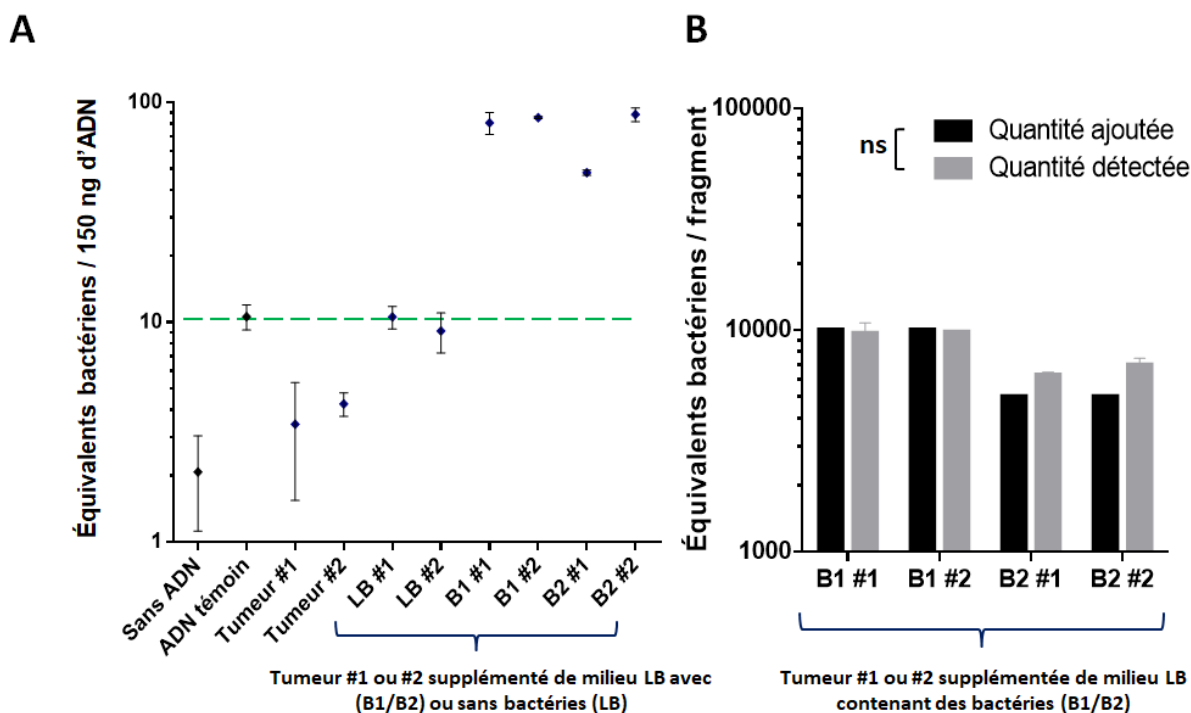 A
Équivalents bactériens / 150 ng d’ADN
100
10
1
Sans ADN
ADN témoin
Tumeur #1
Tumeur #2
LB #1
LB #2
B1 #1
B1 #2
B2 #1
B2 #2
Tumeur #1 ou #2 supplémenté de milieu LB avec
(B1/B2) ou sans bactéries (LB)
B
Équivalents bactériens / fragment
100000
10000
1000
ns
Quantité ajoutée
Quantité détectée
B1 #1
B1 #2
B2 #1
B2 #2
Tumeur #1 ou #2 supplémentée de milieu LB
contenant des bactéries (B1/B2)